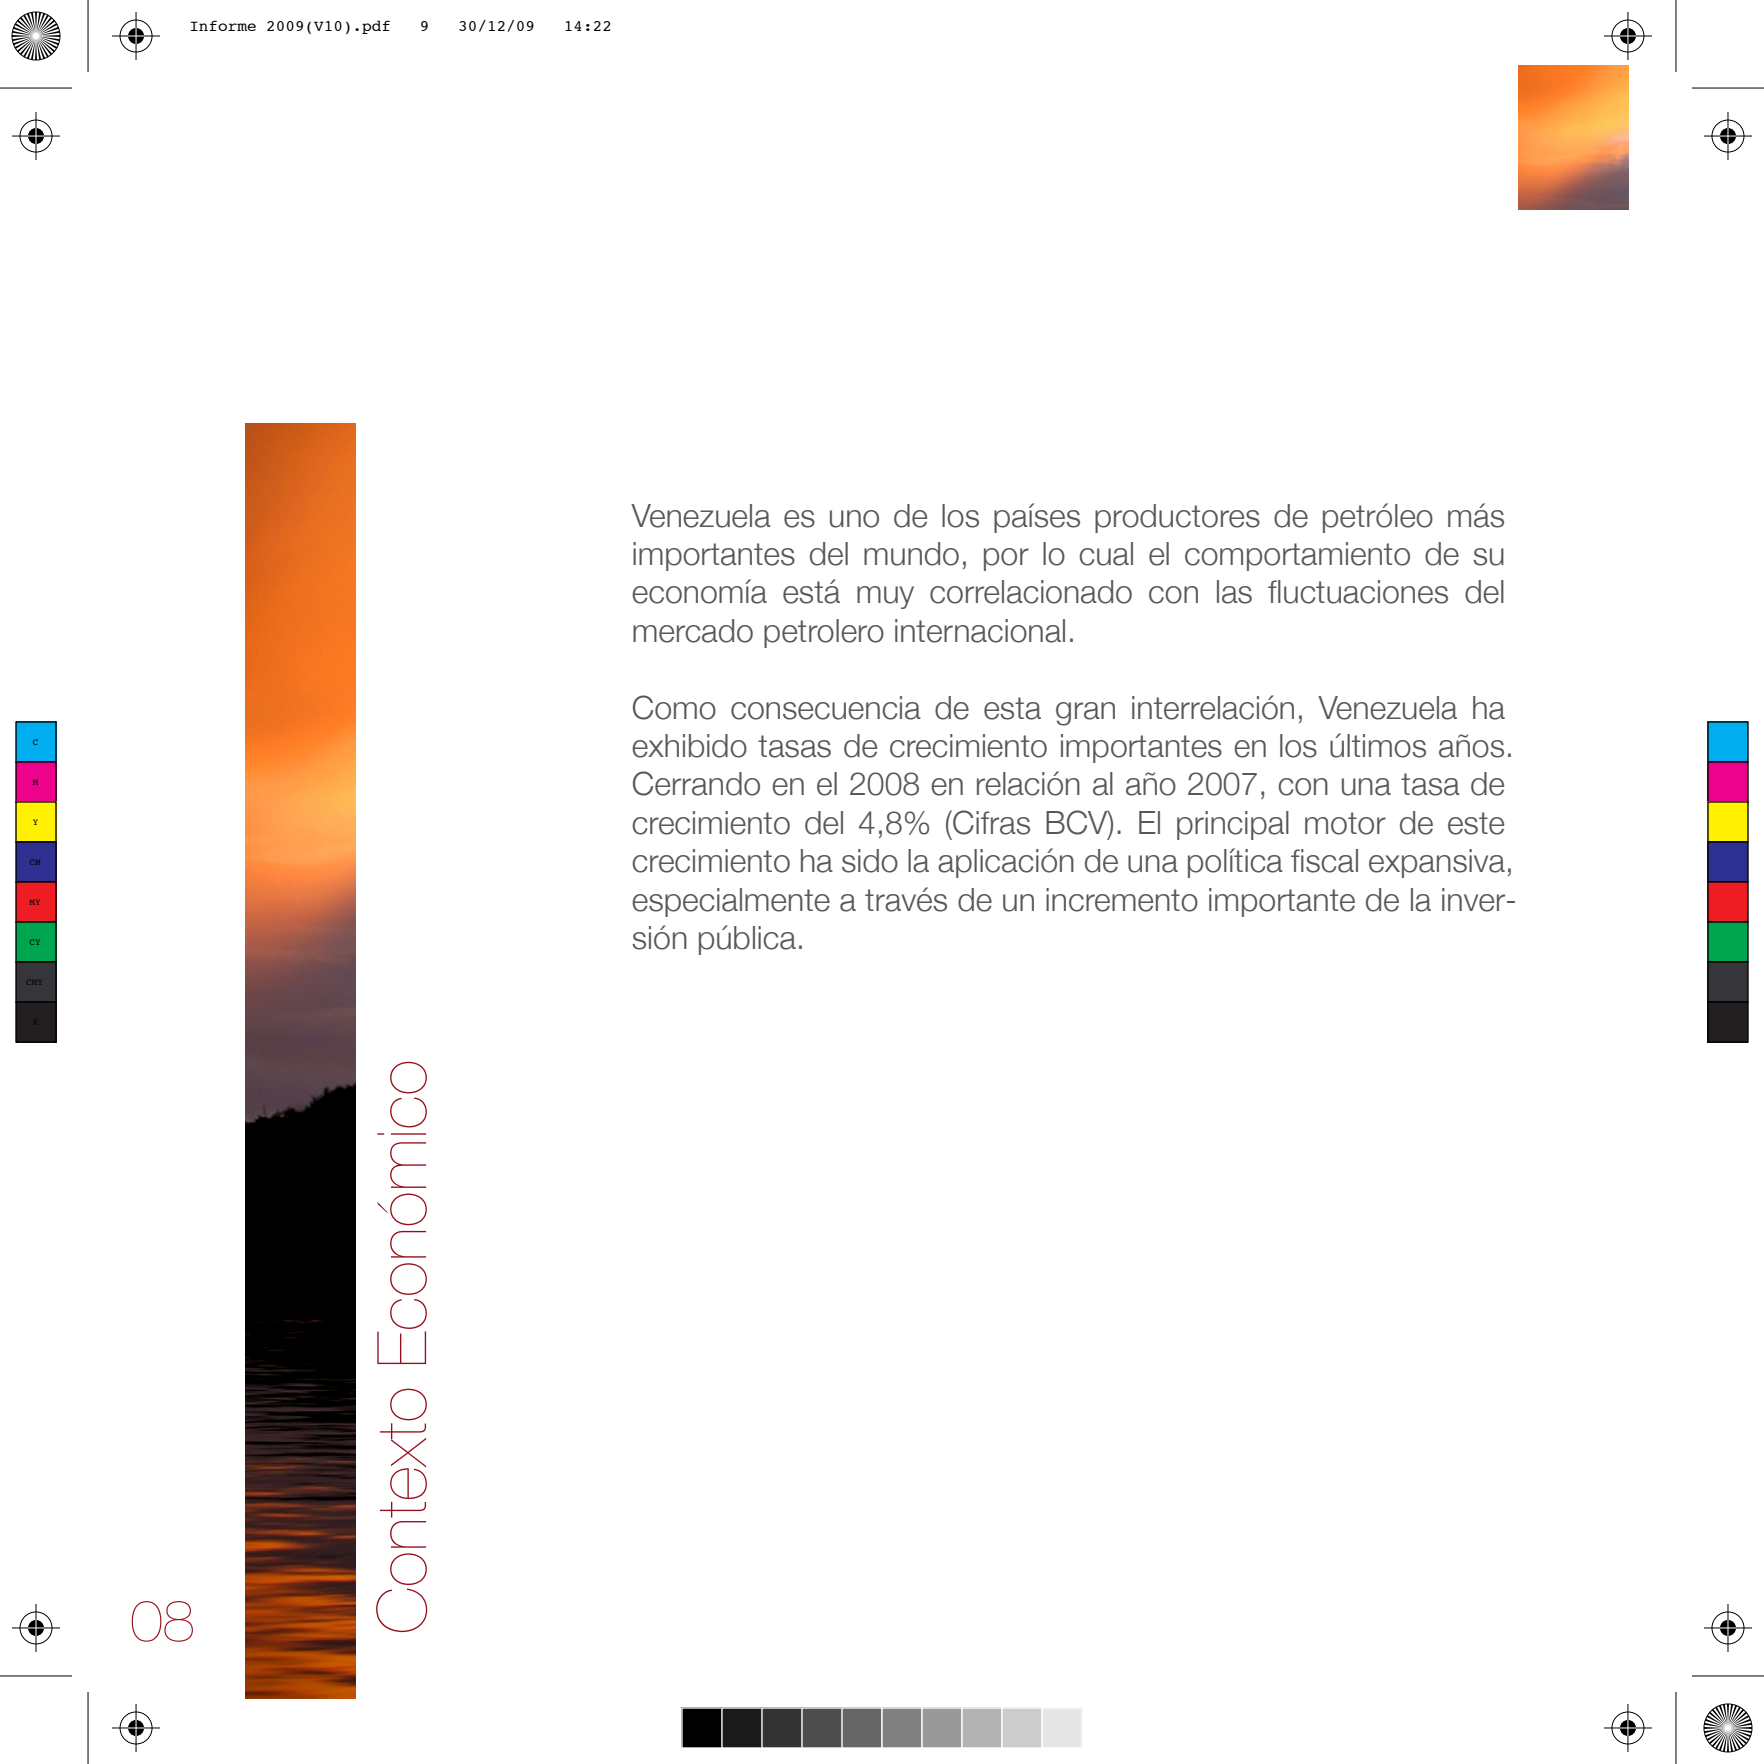 Informe 2009(V10).pdf 9 30/12/09 14:22
Venezuela es uno de los países productores de petróleo más
importantes del mundo, por lo cual el comportamiento de su
economía está muy correlacionado con las fluctuaciones del
mercado petrolero internacional.
Como consecuencia de esta gran interrelación, Venezuela ha
exhibido tasas de crecimiento importantes en los últimos años.
Cerrando en el 2008 en relación al año 2007, con una tasa de
crecimiento del 4,8% (Cifras BCV). El principal motor de este
crecimiento ha sido la aplicación de una política fiscal expansiva,
especialmente a través de un incremento importante de la inver-
sión pública.
C
M
Y
CM
MY
CY
CMY
K
Contexto Económico
08